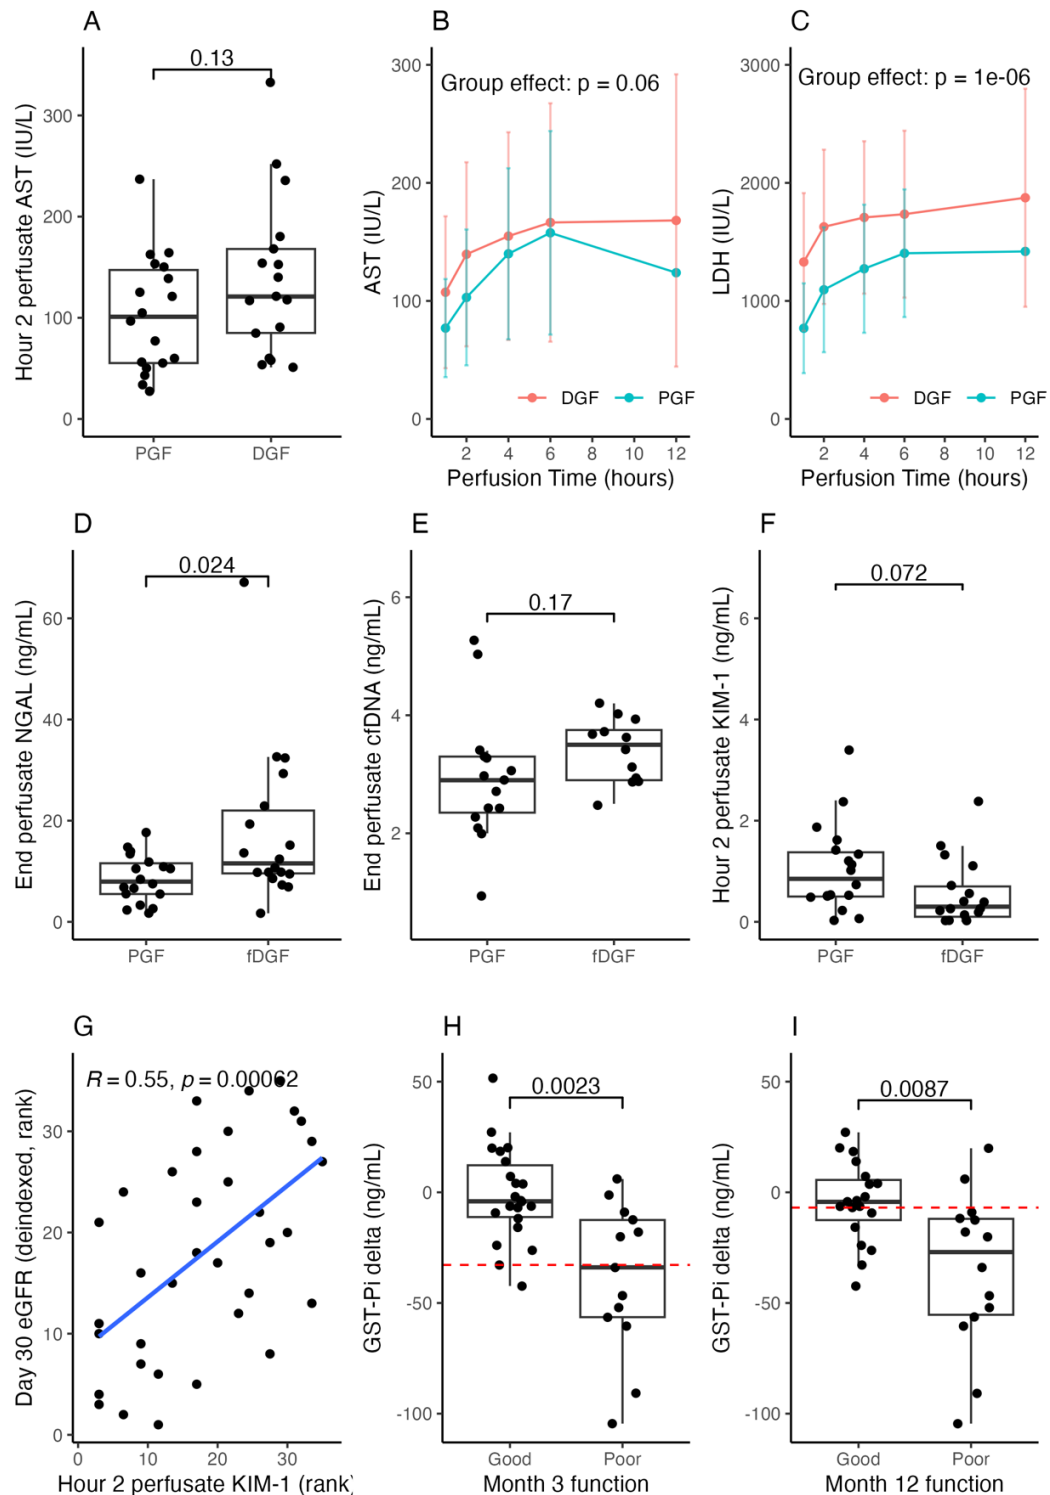 A
0.13
Hour 2 perfusate AST (IU/L)
300
200
100
0
PGF
DGF
B
Group effect: p = 0.06
AST (IU/L)
300
200
100
0
DGF
PGF
2
4
6
8
10
12
Perfusion Time (hours)
C
Group effect: p = 1e-06
LDH (IU/L)
3000
2000
1000
0
DGF
PGF
2
4
6
8
10
12
Perfusion Time (hours)
D
0.024
End perfusate NGAL (ng/mL)
60
40
20
0
PGF
fDGF
E
0.17
End perfusate cfDNA (ng/mL)
6
4
2
PGF
fDGF
F
0.072
Hour 2 perfusate KIM-1 (ng/mL)
6
4
2
0
PGF
fDGF
G
R = 0.55, p = 0.00062
Day 30 eGFR (deindexed, rank)
30
20
10
0
0
10
20
30
Hour 2 perfusate KIM-1 (rank)
H
0.0023
GST-Pi delta (ng/mL)
50
0
-50
-100
Good
Poor
Month 3 function
I
0.0087
GST-Pi delta (ng/mL)
50
0
-50
-100
Good
Poor
Month 12 function